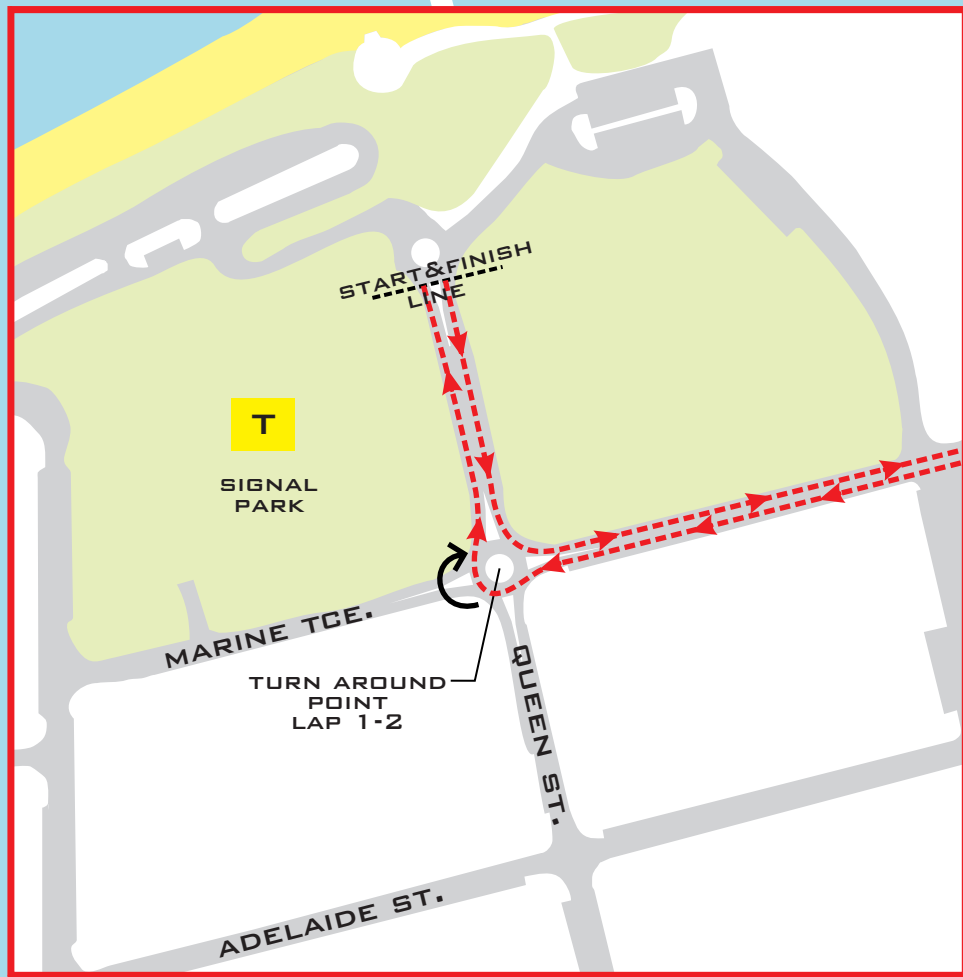 START&FINISH
LINE
T
SIGNAL
PARK
MARINE TCE.
TURN AROUND
POINT
LAP 1-2
QUEEN ST.
ADELAIDE ST.